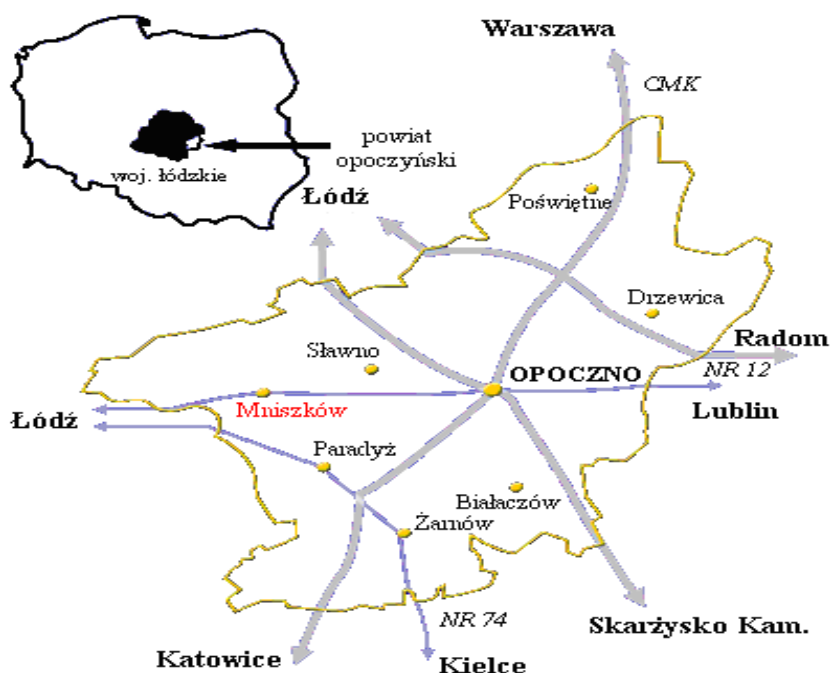 Warszawa
CMK
powiat
opoczyński
woj. łódzkie
Łódź
Poświętne
Drzewica
Radom
NR 12
Sławno
OPOCZNO
Mniszków
Łódź
Lublin
Paradyż
Białaczów
Żarnów
NR 74
Skarżysko Kam.
Katowice
Kielce